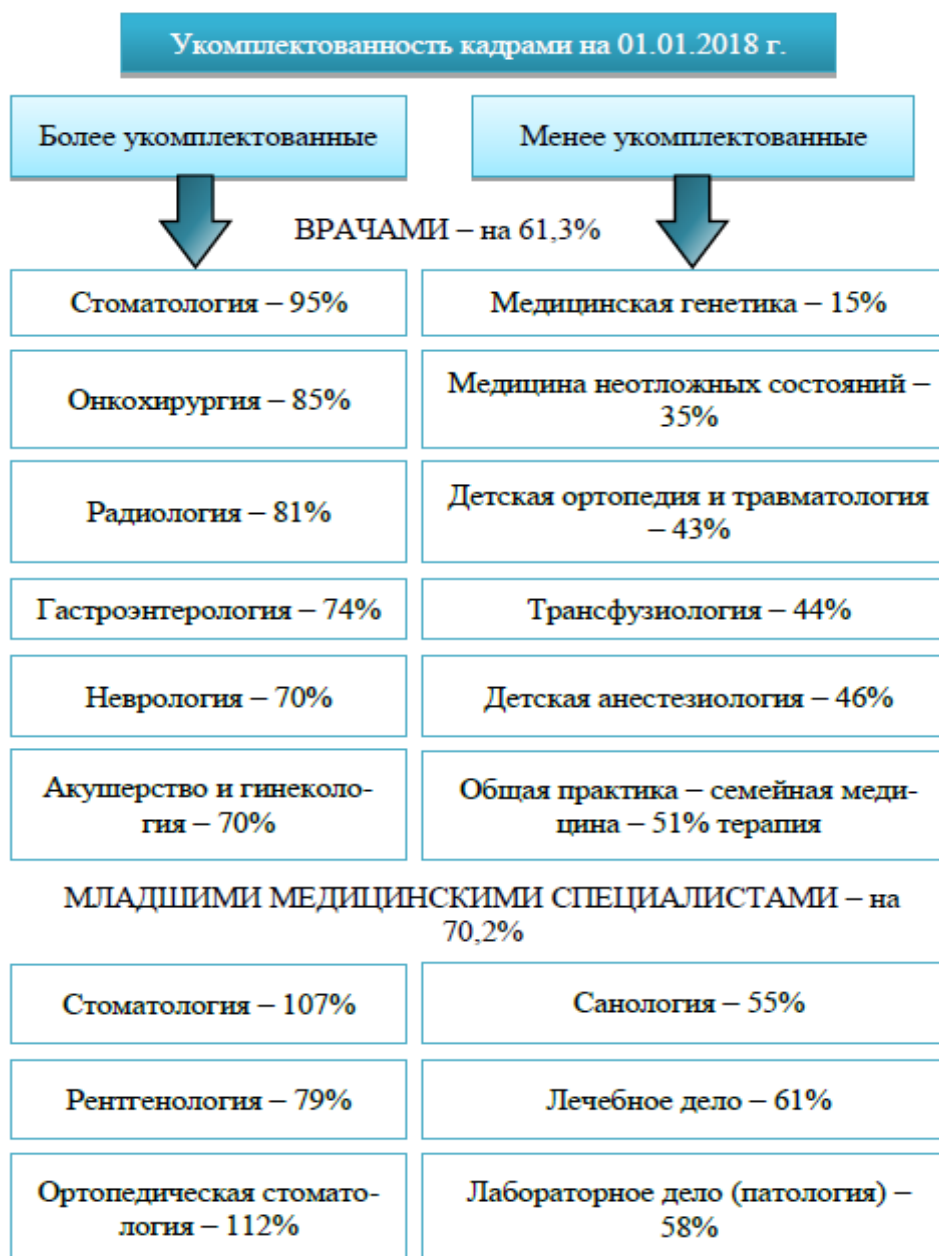 Укомплектованность кадрами на 01.01.2018 г.
Более укомплектованные
Менее укомплектованные
ВРАЧАМИ – на 61,3%
Стоматология – 95%
Медицинская генетика – 15%
Онкохирургия – 85%
Медицина неотложных состояний –
35%
Радиология – 81%
Детская ортопедия и травматология
– 43%
Гастроэнтерология – 74%
Трансфузиология – 44%
Неврология – 70%
Детская анестезиология – 46%
Акушерство и гинеколо-
гия – 70%
Общая практика – семейная меди-
цина – 51% терапия
МЛАДШИМИ МЕДИЦИНСКИМИ СПЕЦИАЛИСТАМИ – на
70,2%
Стоматология – 107%
Санология – 55%
Рентгенология – 79%
Лечебное дело – 61%
Ортопедическая стомато-
логия – 112%
Лабораторное дело (патология) –
58%